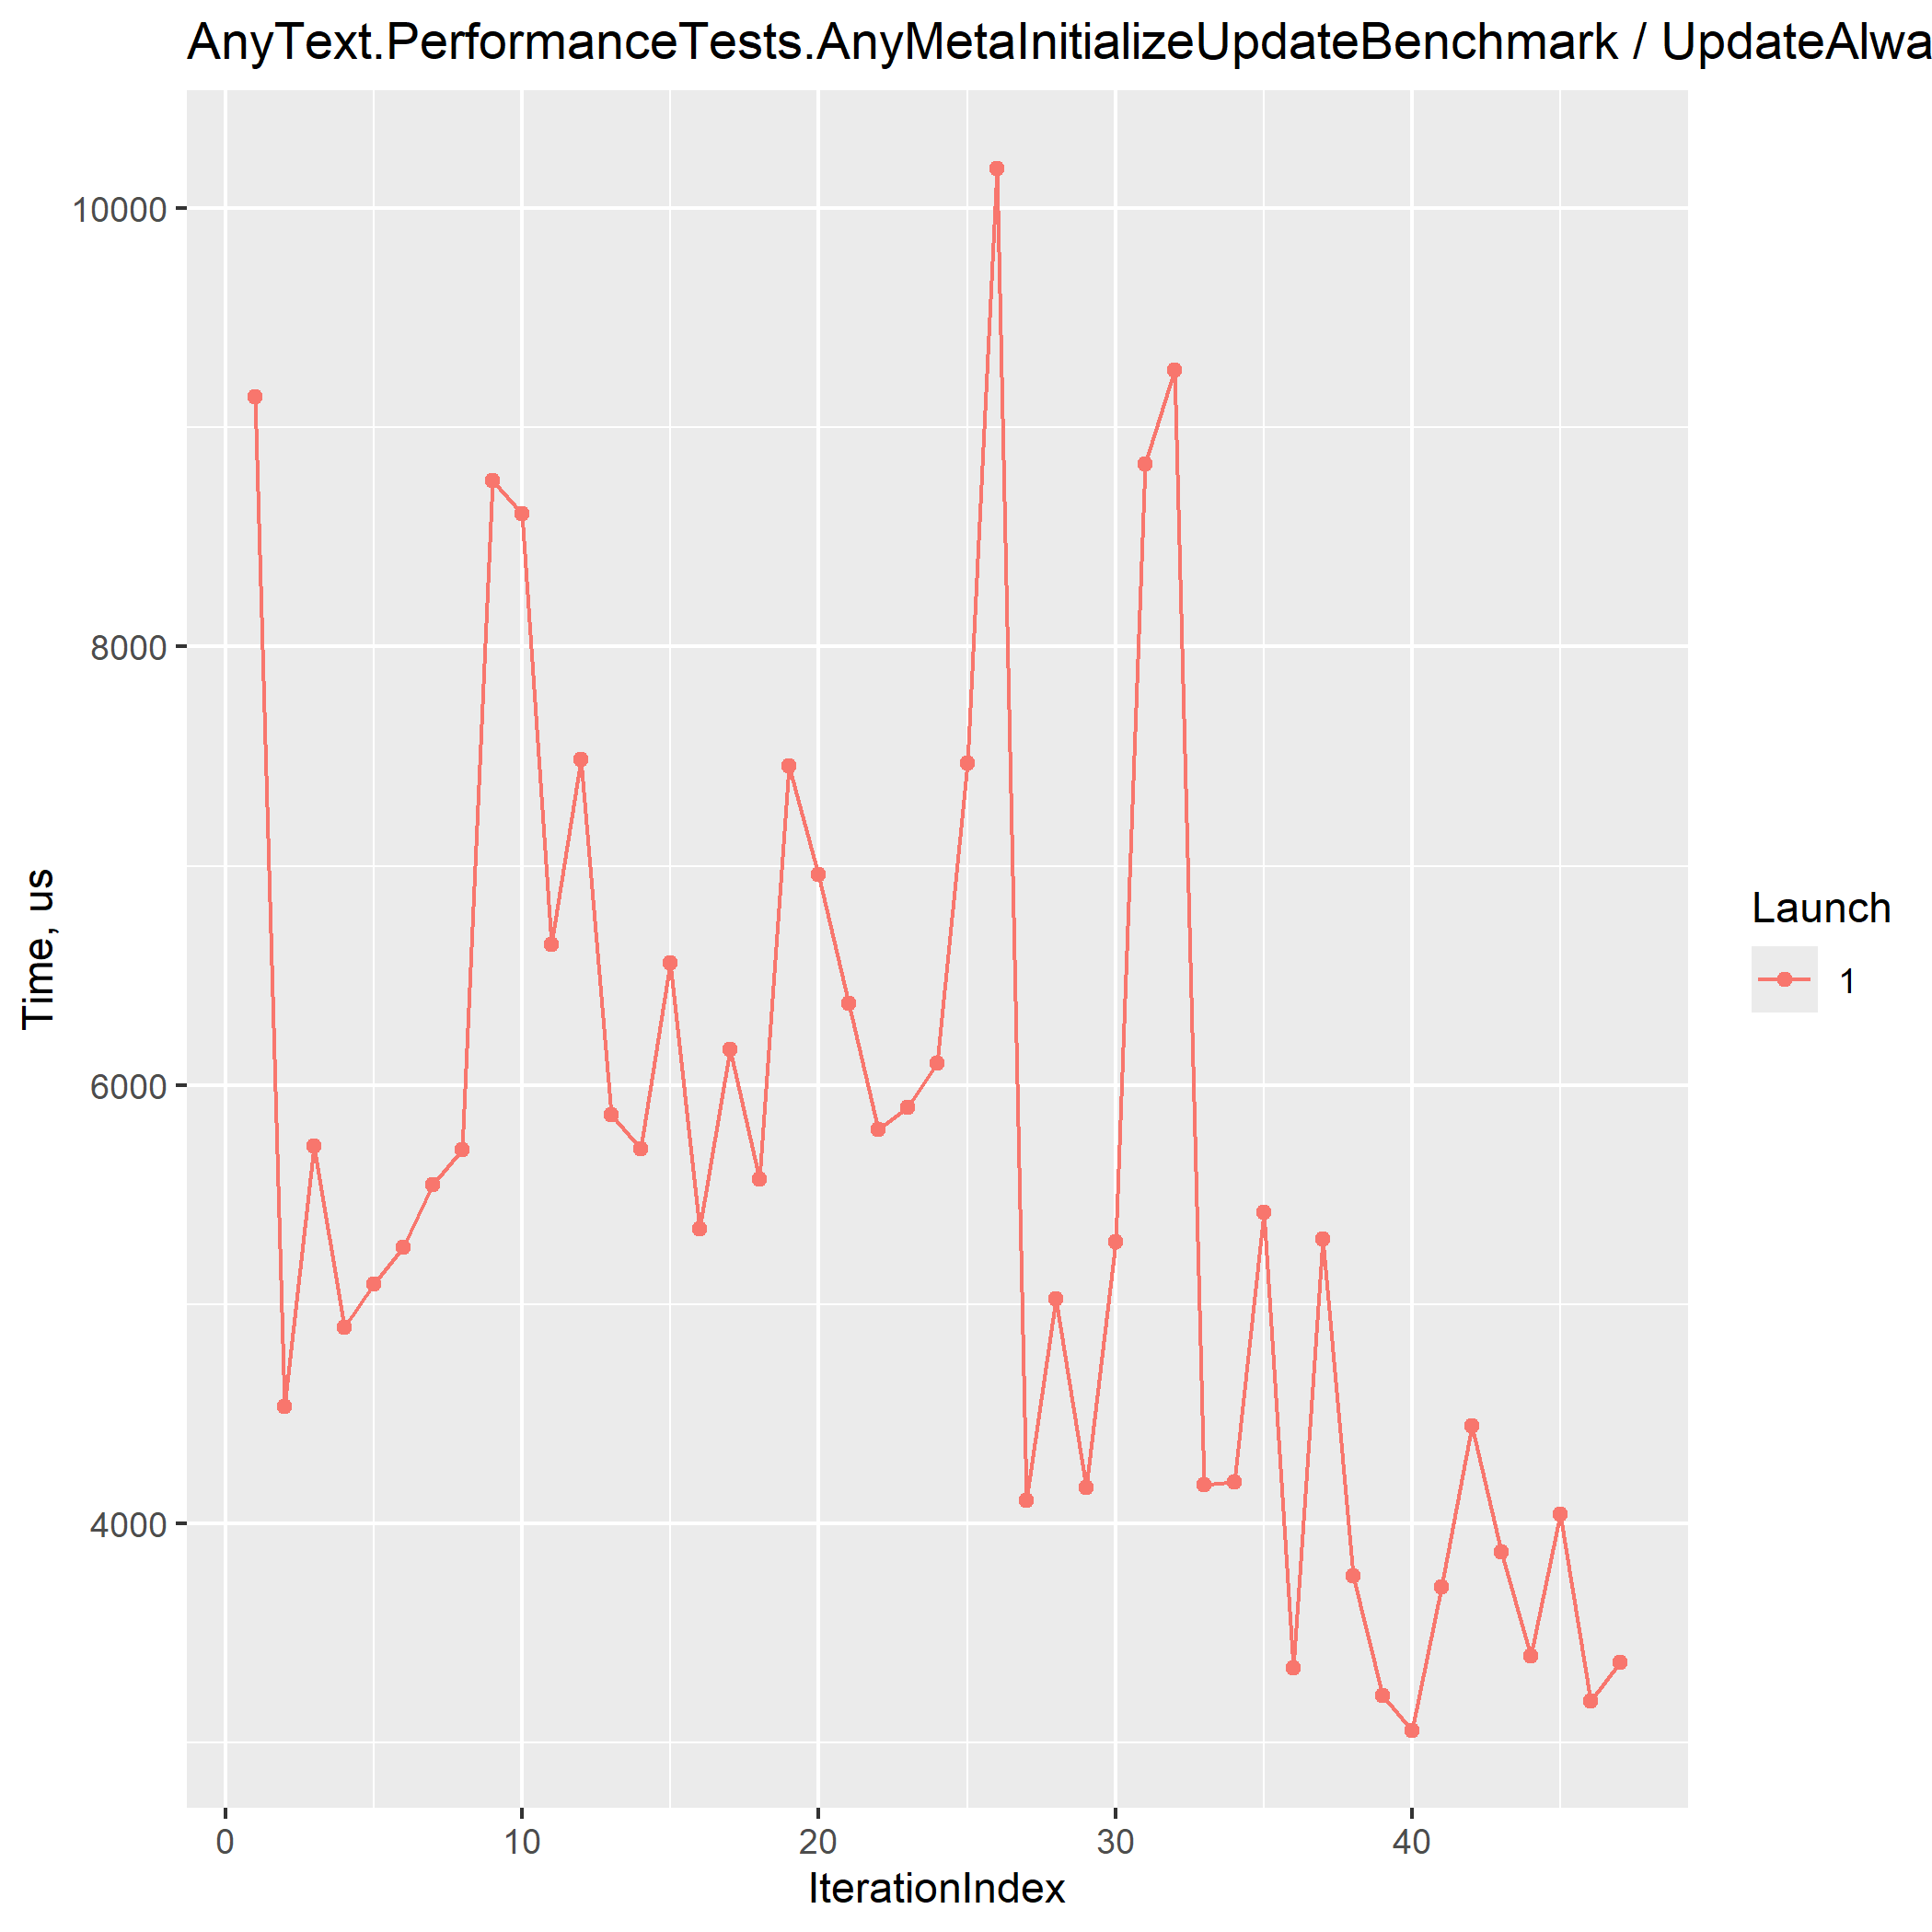 AnyText.PerformanceTests.AnyMetaInitializeUpdateBenchmark / UpdateAlwa
10000
8000
6000
4000
Time, us
0 10 20 30 40
IterationIndex
Launch
1